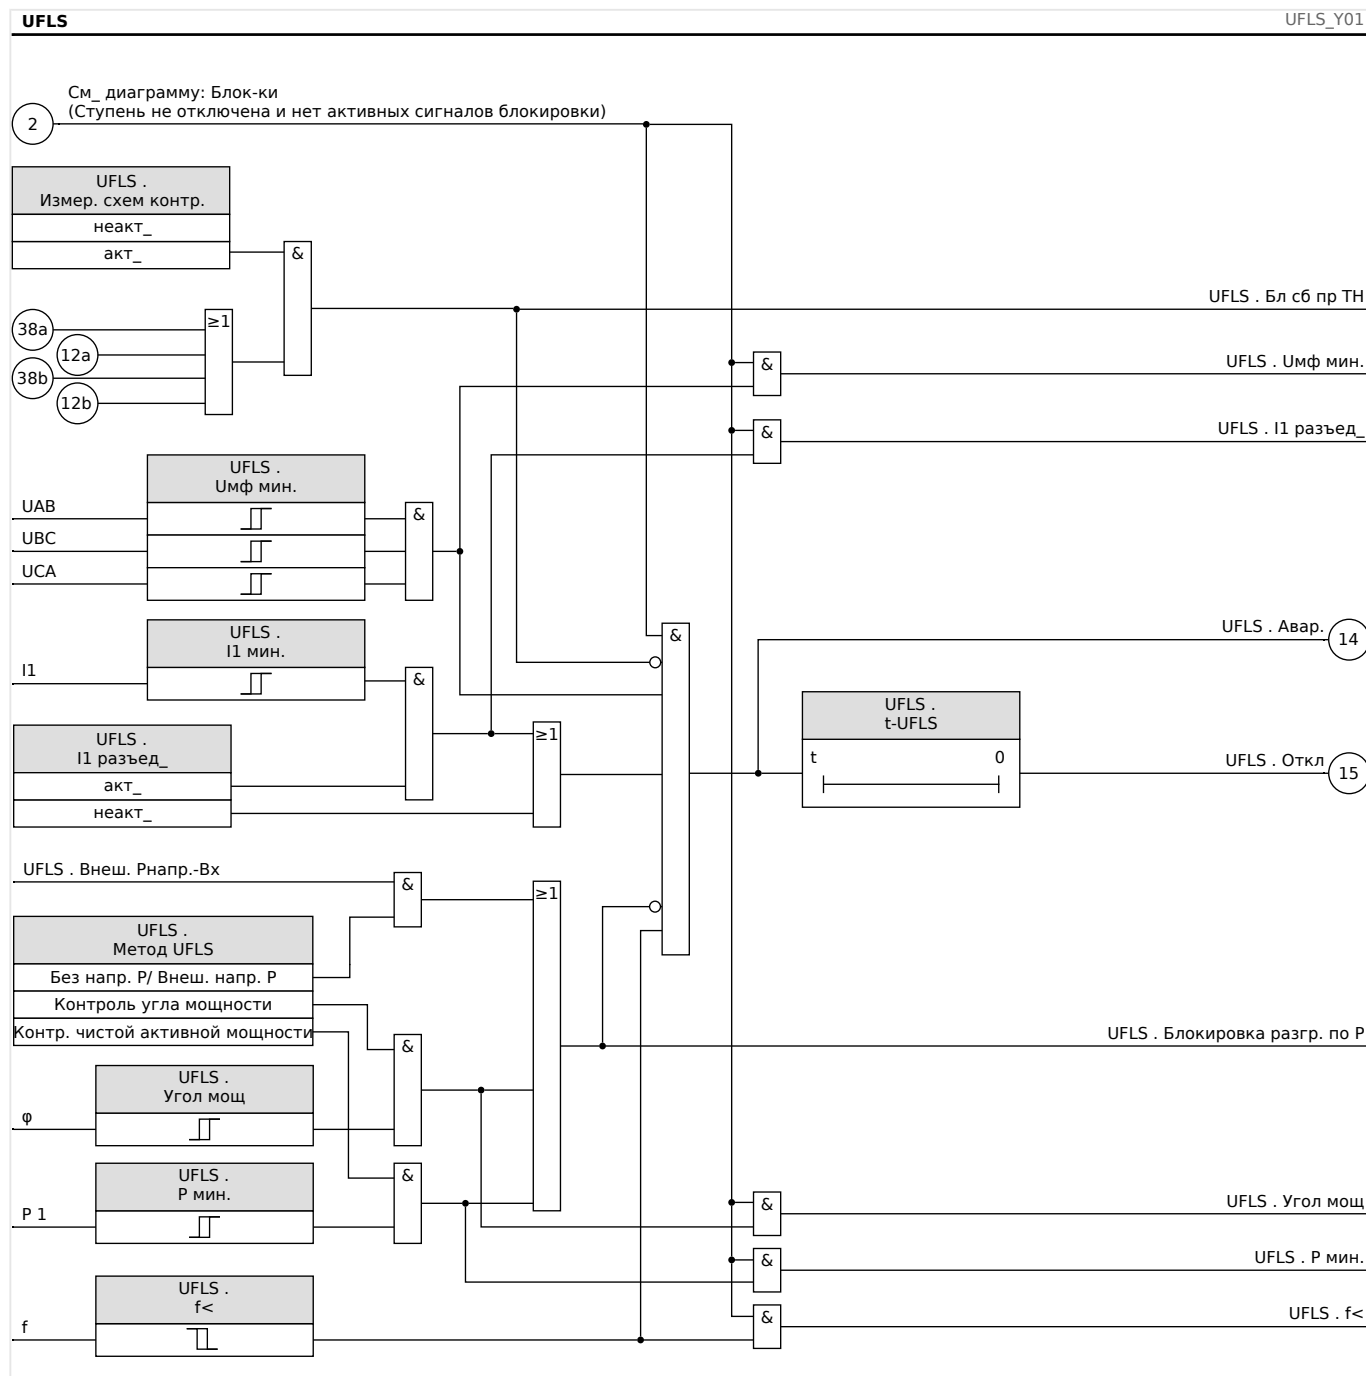 UFLS
UFLS_Y01
См_ диаграмму: Блок-ки
(Ступень не отключена и нет активных сигналов блокировки)
2
UFLS .
Измер. схем контр.
неакт_
акт_
&
UFLS . Бл сб пр ТН
38a
≥1
12a
38b
12b
&
UFLS . Uмф мин.
&
UFLS . I1 разъед_
UFLS .
Uмф мин.
UAB
UBC
UCA
&
UFLS .
I1 мин.
I1
&
&
UFLS . Авар.
14
UFLS .
I1 разъед_
акт_
неакт_
≥1
UFLS .
t-UFLS
t
0
UFLS . Откл
15
UFLS . Внеш. Рнапр.-Вх
&
≥1
UFLS .
Метод UFLS
Без напр. P/ Внеш. напр. P
Контроль угла мощности
Контр. чистой активной мощности
&
UFLS . Блокировка разгр. по P
UFLS .
Угол мощ
φ
UFLS .
P мин.
P 1
&
&
UFLS . Угол мощ
&
UFLS . P мин.
UFLS .
f<
f
&
UFLS . f<